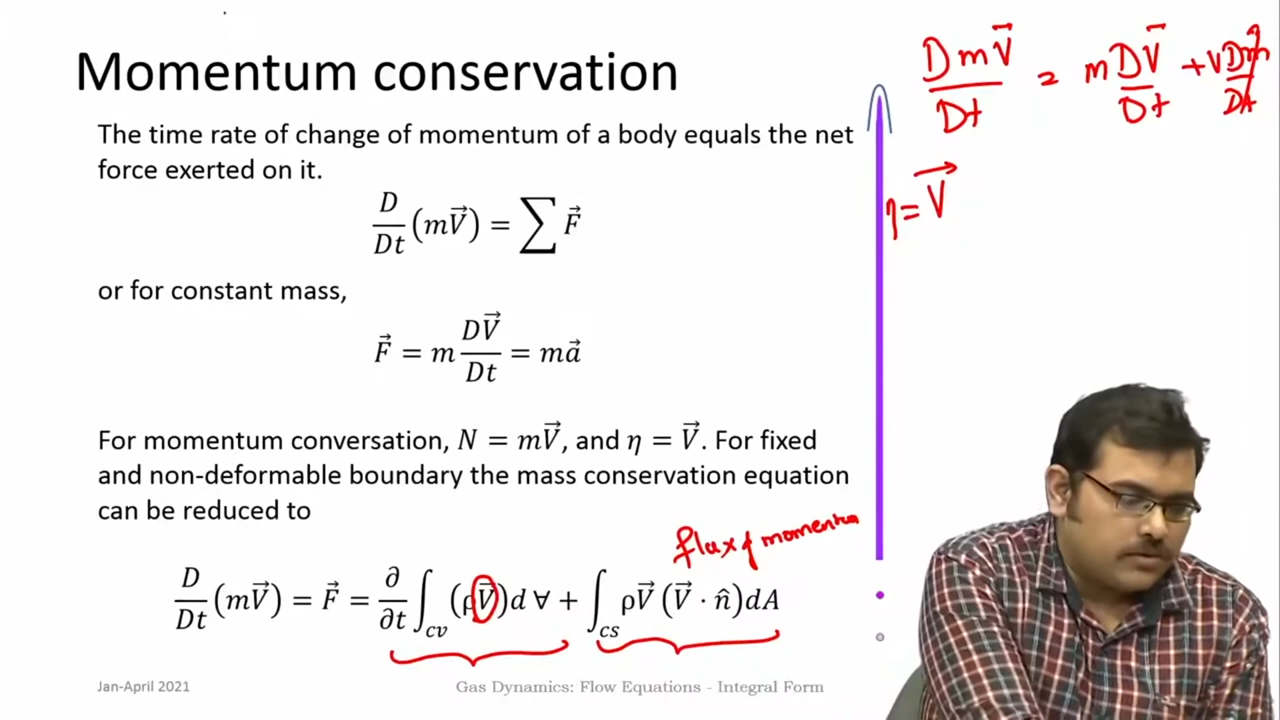 Momentum conservation
The time rate of change of momentum of a body equals the net
force exerted on it.
D/Dt (mV⃗) = ∑ F⃗
or for constant mass,
F⃗ = m DV⃗/Dt = ma⃗
For momentum conversation, N = mV⃗, and η = V⃗. For fixed
and non-deformable boundary the mass conservation equation
can be reduced to
flux of momentum
D/Dt (mV⃗) = F⃗ = ∂/∂t ∫cv (ρV⃗)d∀ + ∫cs ρV⃗ (V⃗ · n̂)dA
Jan-April 2021
Gas Dynamics: Flow Equations - Integral Form
DmV⃗/Dt = m DV⃗/Dt + V Dm/Dt
η = V⃗